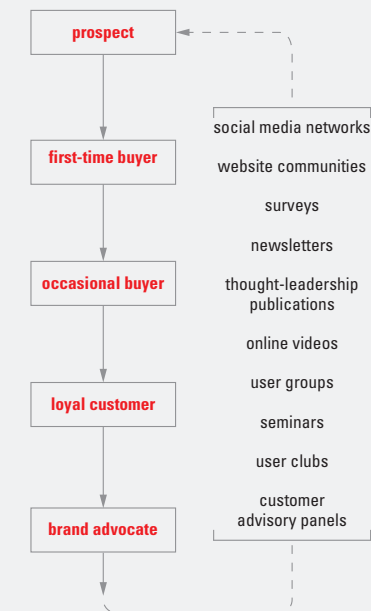 prospect
first-time buyer
occasional buyer
loyal customer
brand advocate
social media networks
website communities
surveys
newsletters
thought-leadership
publications
online videos
user groups
seminars
user clubs
customer
advisory panels